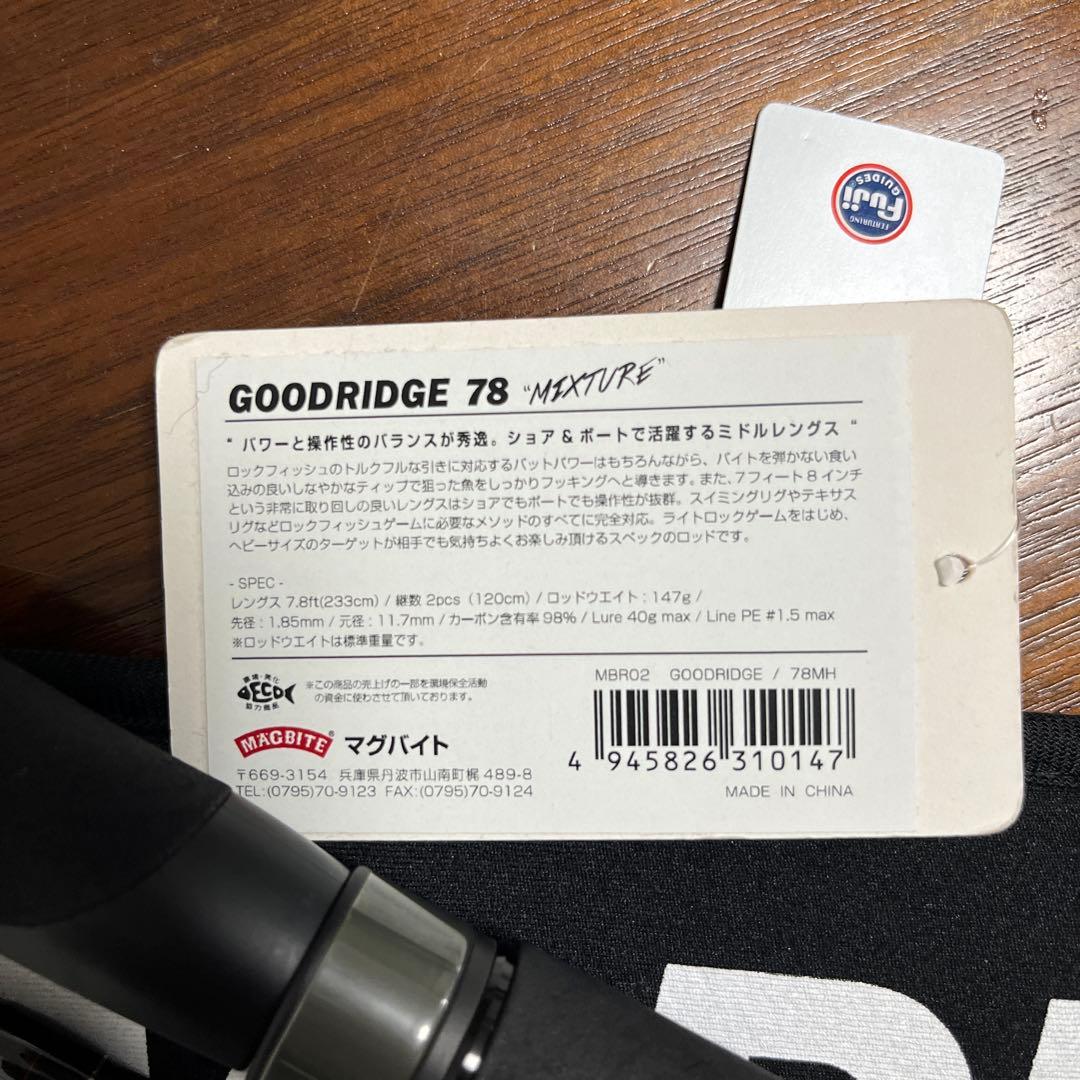 FEATURING
Fuji
GUIDES
GOODRIDGE 78 "MIXTURE"
" パワーと操作性のバランスが秀逸。ショア & ボートで活躍するミドルレングス "
ロックフィッシュのトルクフルな引きに対応するバットパワーはもちろんながら、バイトを弾かない食い
込みの良いしなやかなティップで狙った魚をしっかりフッキングへと導きます。また、7フィート8インチ
という非常に取り回しの良いレングスはショアでもボートでも操作性が抜群。スイミングリグやテキサス
リグなどロックフィッシュゲームに必要なメソッドのすべてに完全対応。ライトロックゲームをはじめ、
ヘビーサイズのターゲットが相手でも気持ちよくお楽しみ頂けるスペックのロッドです。
- SPEC -
レングス 7.8ft(233cm) / 継数 2pcs（120cm）/ ロッドウエイト : 147g /
先径 : 1.85mm / 元径 : 11.7mm / カーボン含有率 98% / Lure 40g max / Line PE #1.5 max
※ロッドウエイトは標準重量です。
環境・美化
ECO
協力商品
※この商品の売上げの一部を環境保全活動
の資金に使わさせて頂いております。
MAGBITE® マグバイト
〒669-3154 兵庫県丹波市山南町梶 489-8
TEL:(0795)70-9123 FAX:(0795)70-9124
MBR02 GOODRIDGE / 78MH
4 945826 310147
MADE IN CHINA